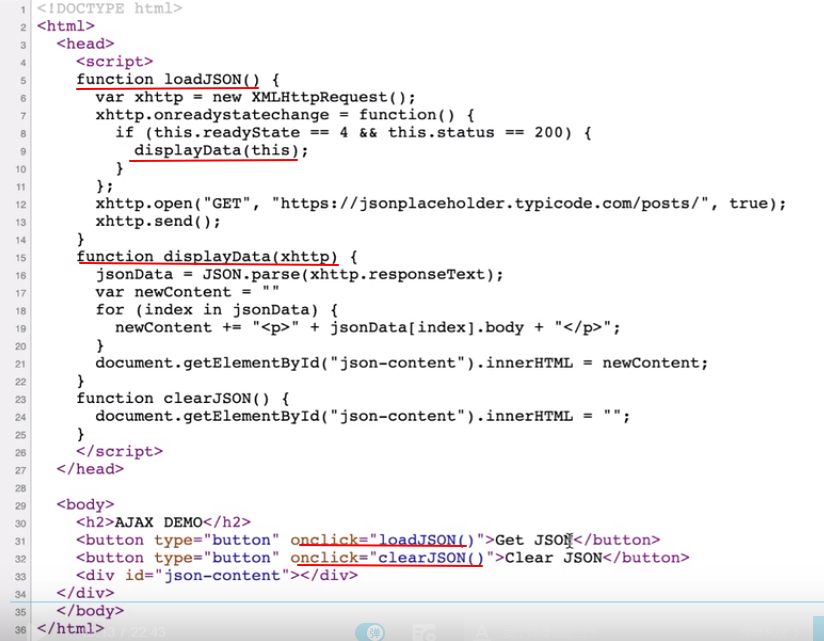 1 <!DOCTYPE html>
2 <html>
3 <head>
4 <script>
5 function loadJSON() {
6 var xhttp = new XMLHttpRequest();
7 xhttp.onreadystatechange = function() {
8 if (this.readyState == 4 && this.status == 200) {
9 displayData(this);
10 }
11 };
12 xhttp.open("GET", "https://jsonplaceholder.typicode.com/posts/", true);
13 xhttp.send();
14 }
15 function displayData(xhttp) {
16 jsonData = JSON.parse(xhttp.responseText);
17 var newContent = ""
18 for (index in jsonData) {
19 newContent += "<p>" + jsonData[index].body + "</p>";
20 }
21 document.getElementById("json-content").innerHTML = newContent;
22 }
23 function clearJSON() {
24 document.getElementById("json-content").innerHTML = "";
25 }
26 </script>
27 </head>
28
29 <body>
30 <h2>AJAX DEMO</h2>
31 <button type="button" onclick="loadJSON()">Get JSON</button>
32 <button type="button" onclick="clearJSON()">Clear JSON</button>
33 <div id="json-content"></div>
34 </div>
35 </body>
36 </html>
/ 22:43
弹